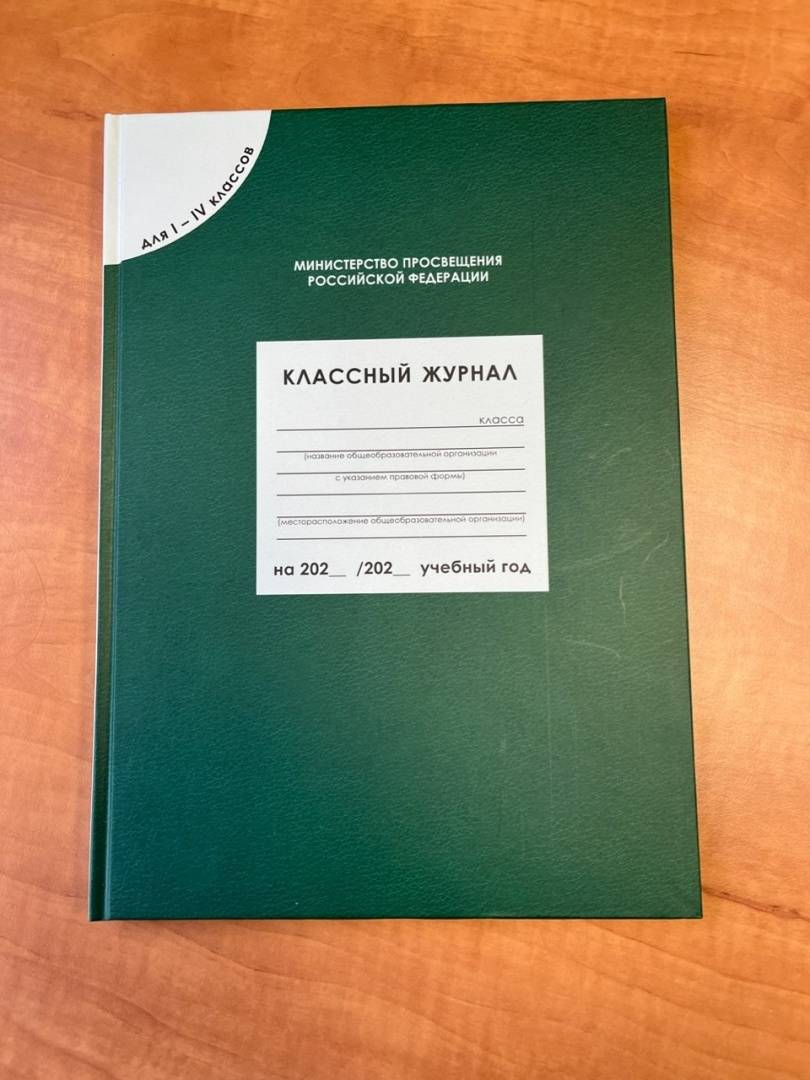 для I – IV классов
МИНИСТЕРСТВО ПРОСВЕЩЕНИЯ
РОССИЙСКОЙ ФЕДЕРАЦИИ
КЛАССНЫЙ ЖУРНАЛ
класса
(название общеобразовательной организации
с указанием правовой формы)
(месторасположение общеобразовательной организации)
на 202__ /202__ учебный год